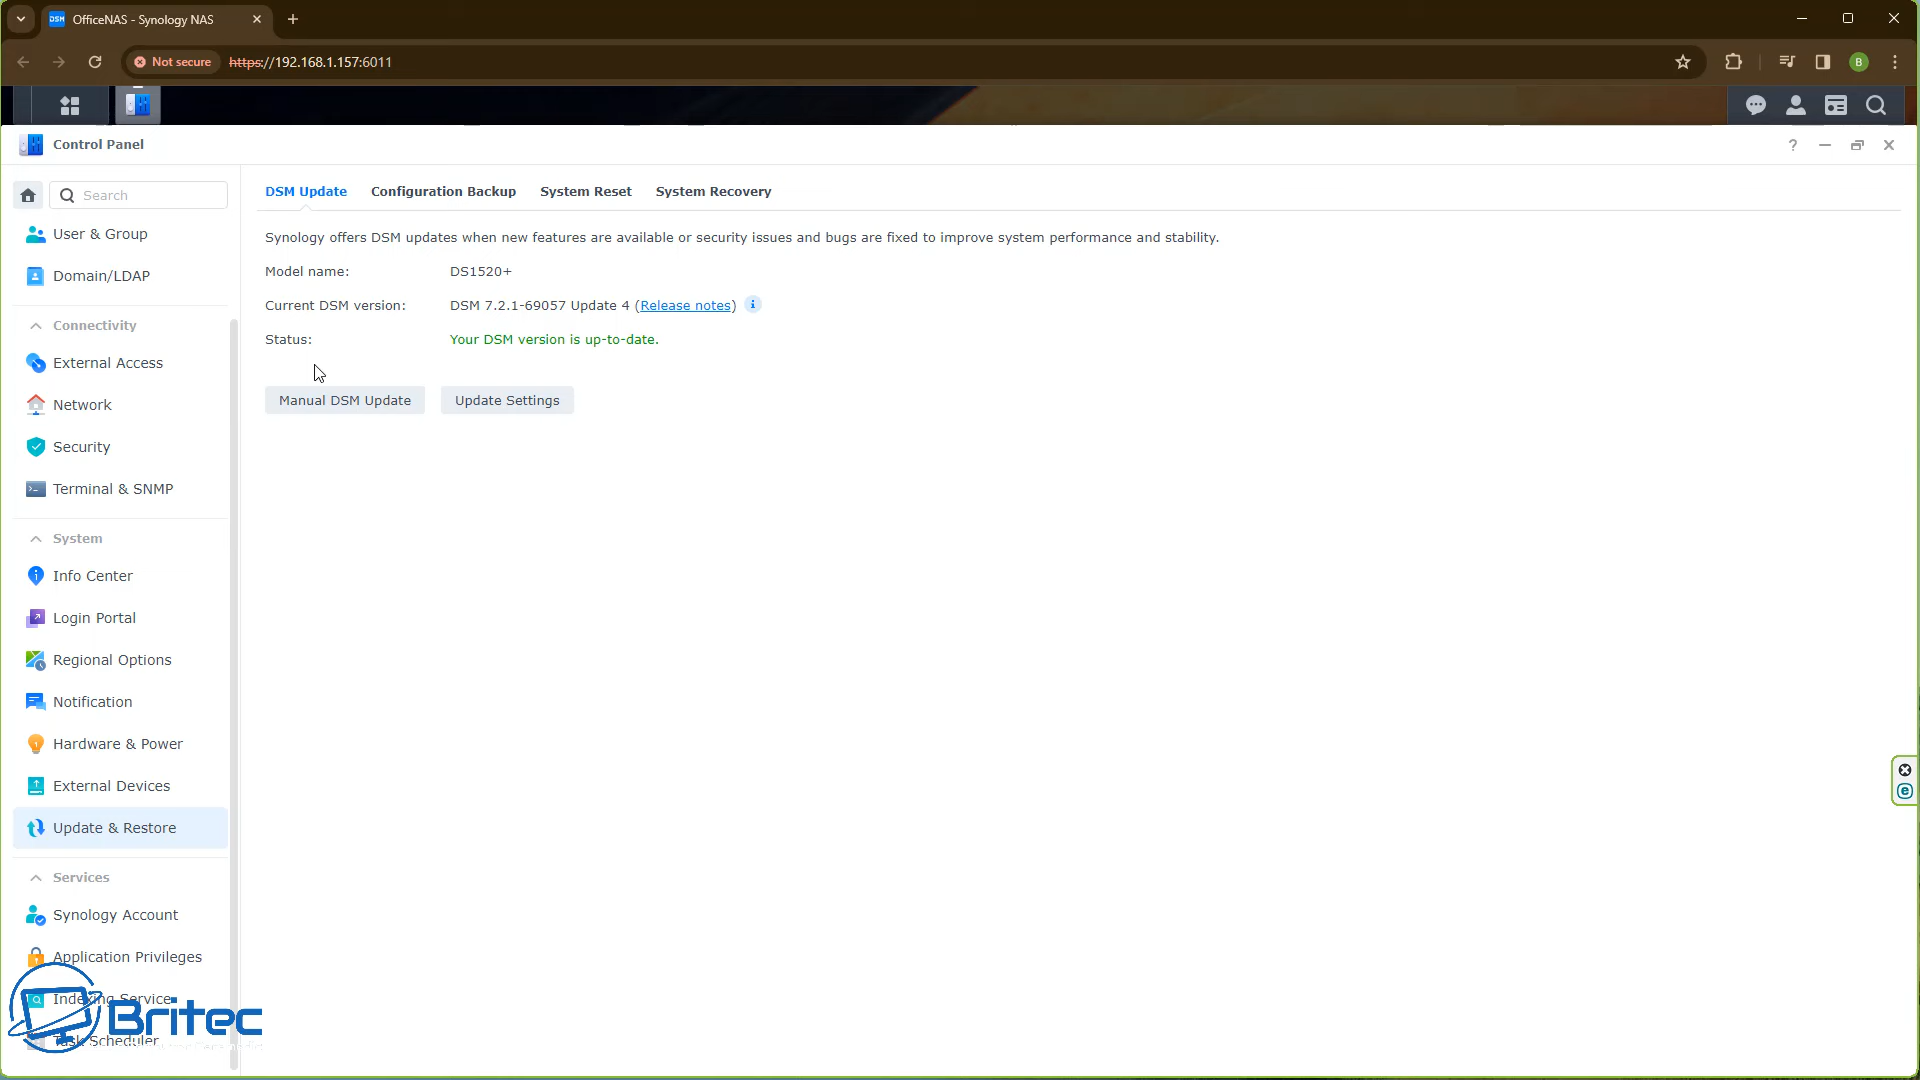 DSM OfficeNAS - Synology NAS
Not secure https://192.168.1.157:6011
B
Control Panel
Search
User & Group
Domain/LDAP
Connectivity
External Access
Network
Security
Terminal & SNMP
System
Info Center
Login Portal
Regional Options
Notification
Hardware & Power
External Devices
Update & Restore
Services
Synology Account
Application Privileges
Indexing Service
Task Scheduler
Britec
DSM Update Configuration Backup System Reset System Recovery
Synology offers DSM updates when new features are available or security issues and bugs are fixed to improve system performance and stability.
Model name: DS1520+
Current DSM version: DSM 7.2.1-69057 Update 4 (Release notes)
Status: Your DSM version is up-to-date.
Manual DSM Update Update Settings